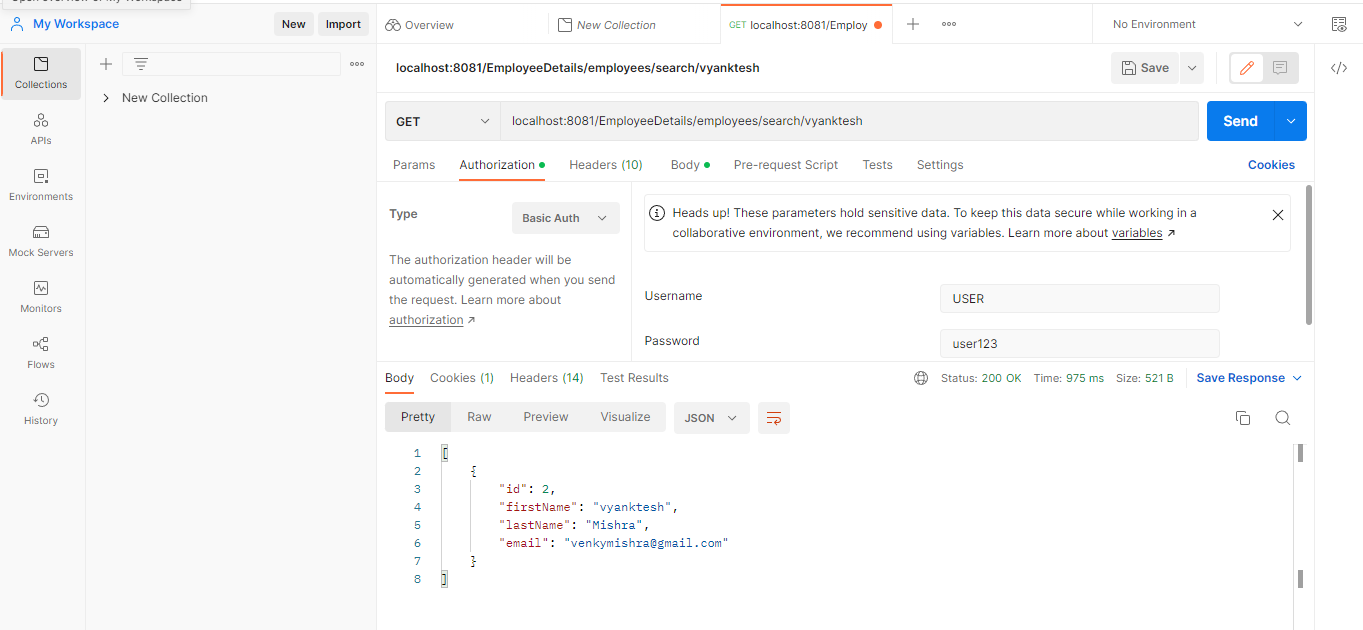 Open overview of My Workspace
My Workspace
New
Import
Overview
New Collection
GET localhost:8081/Employ
No Environment
Collections
APIs
Environments
Mock Servers
Monitors
Flows
History
New Collection
localhost:8081/EmployeeDetails/employees/search/vyanktesh
Save
GET
localhost:8081/EmployeeDetails/employees/search/vyanktesh
Send
Params
Authorization
Headers (10)
Body
Pre-request Script
Tests
Settings
Cookies
Type
Basic Auth
The authorization header will be
automatically generated when you send
the request. Learn more about
authorization ↗
Heads up! These parameters hold sensitive data. To keep this data secure while working in a
collaborative environment, we recommend using variables. Learn more about variables ↗
Username
USER
Password
user123
Body
Cookies (1)
Headers (14)
Test Results
Status: 200 OK
Time: 975 ms
Size: 521 B
Save Response
Pretty
Raw
Preview
Visualize
JSON
1 [
2 {
3 "id": 2,
4 "firstName": "vyanktesh",
5 "lastName": "Mishra",
6 "email": "venkymishra@gmail.com"
7 }
8 ]